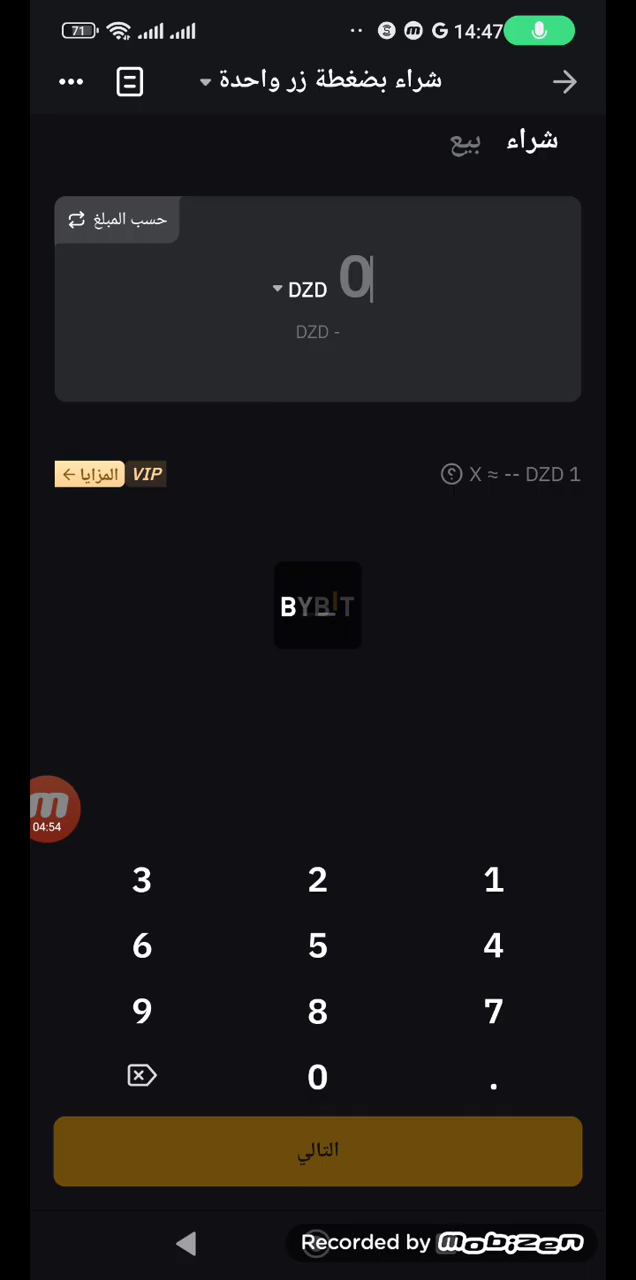 71 14:47
شراء بضغطة زر واحدة
شراء بيع
حسب المبلغ
0 DZD
DZD -
1 X ≈ -- DZD
VIP المزايا
BYBIT
04:54
3 2 1
6 5 4
9 8 7
0 .
التالي
Recorded by mobizen